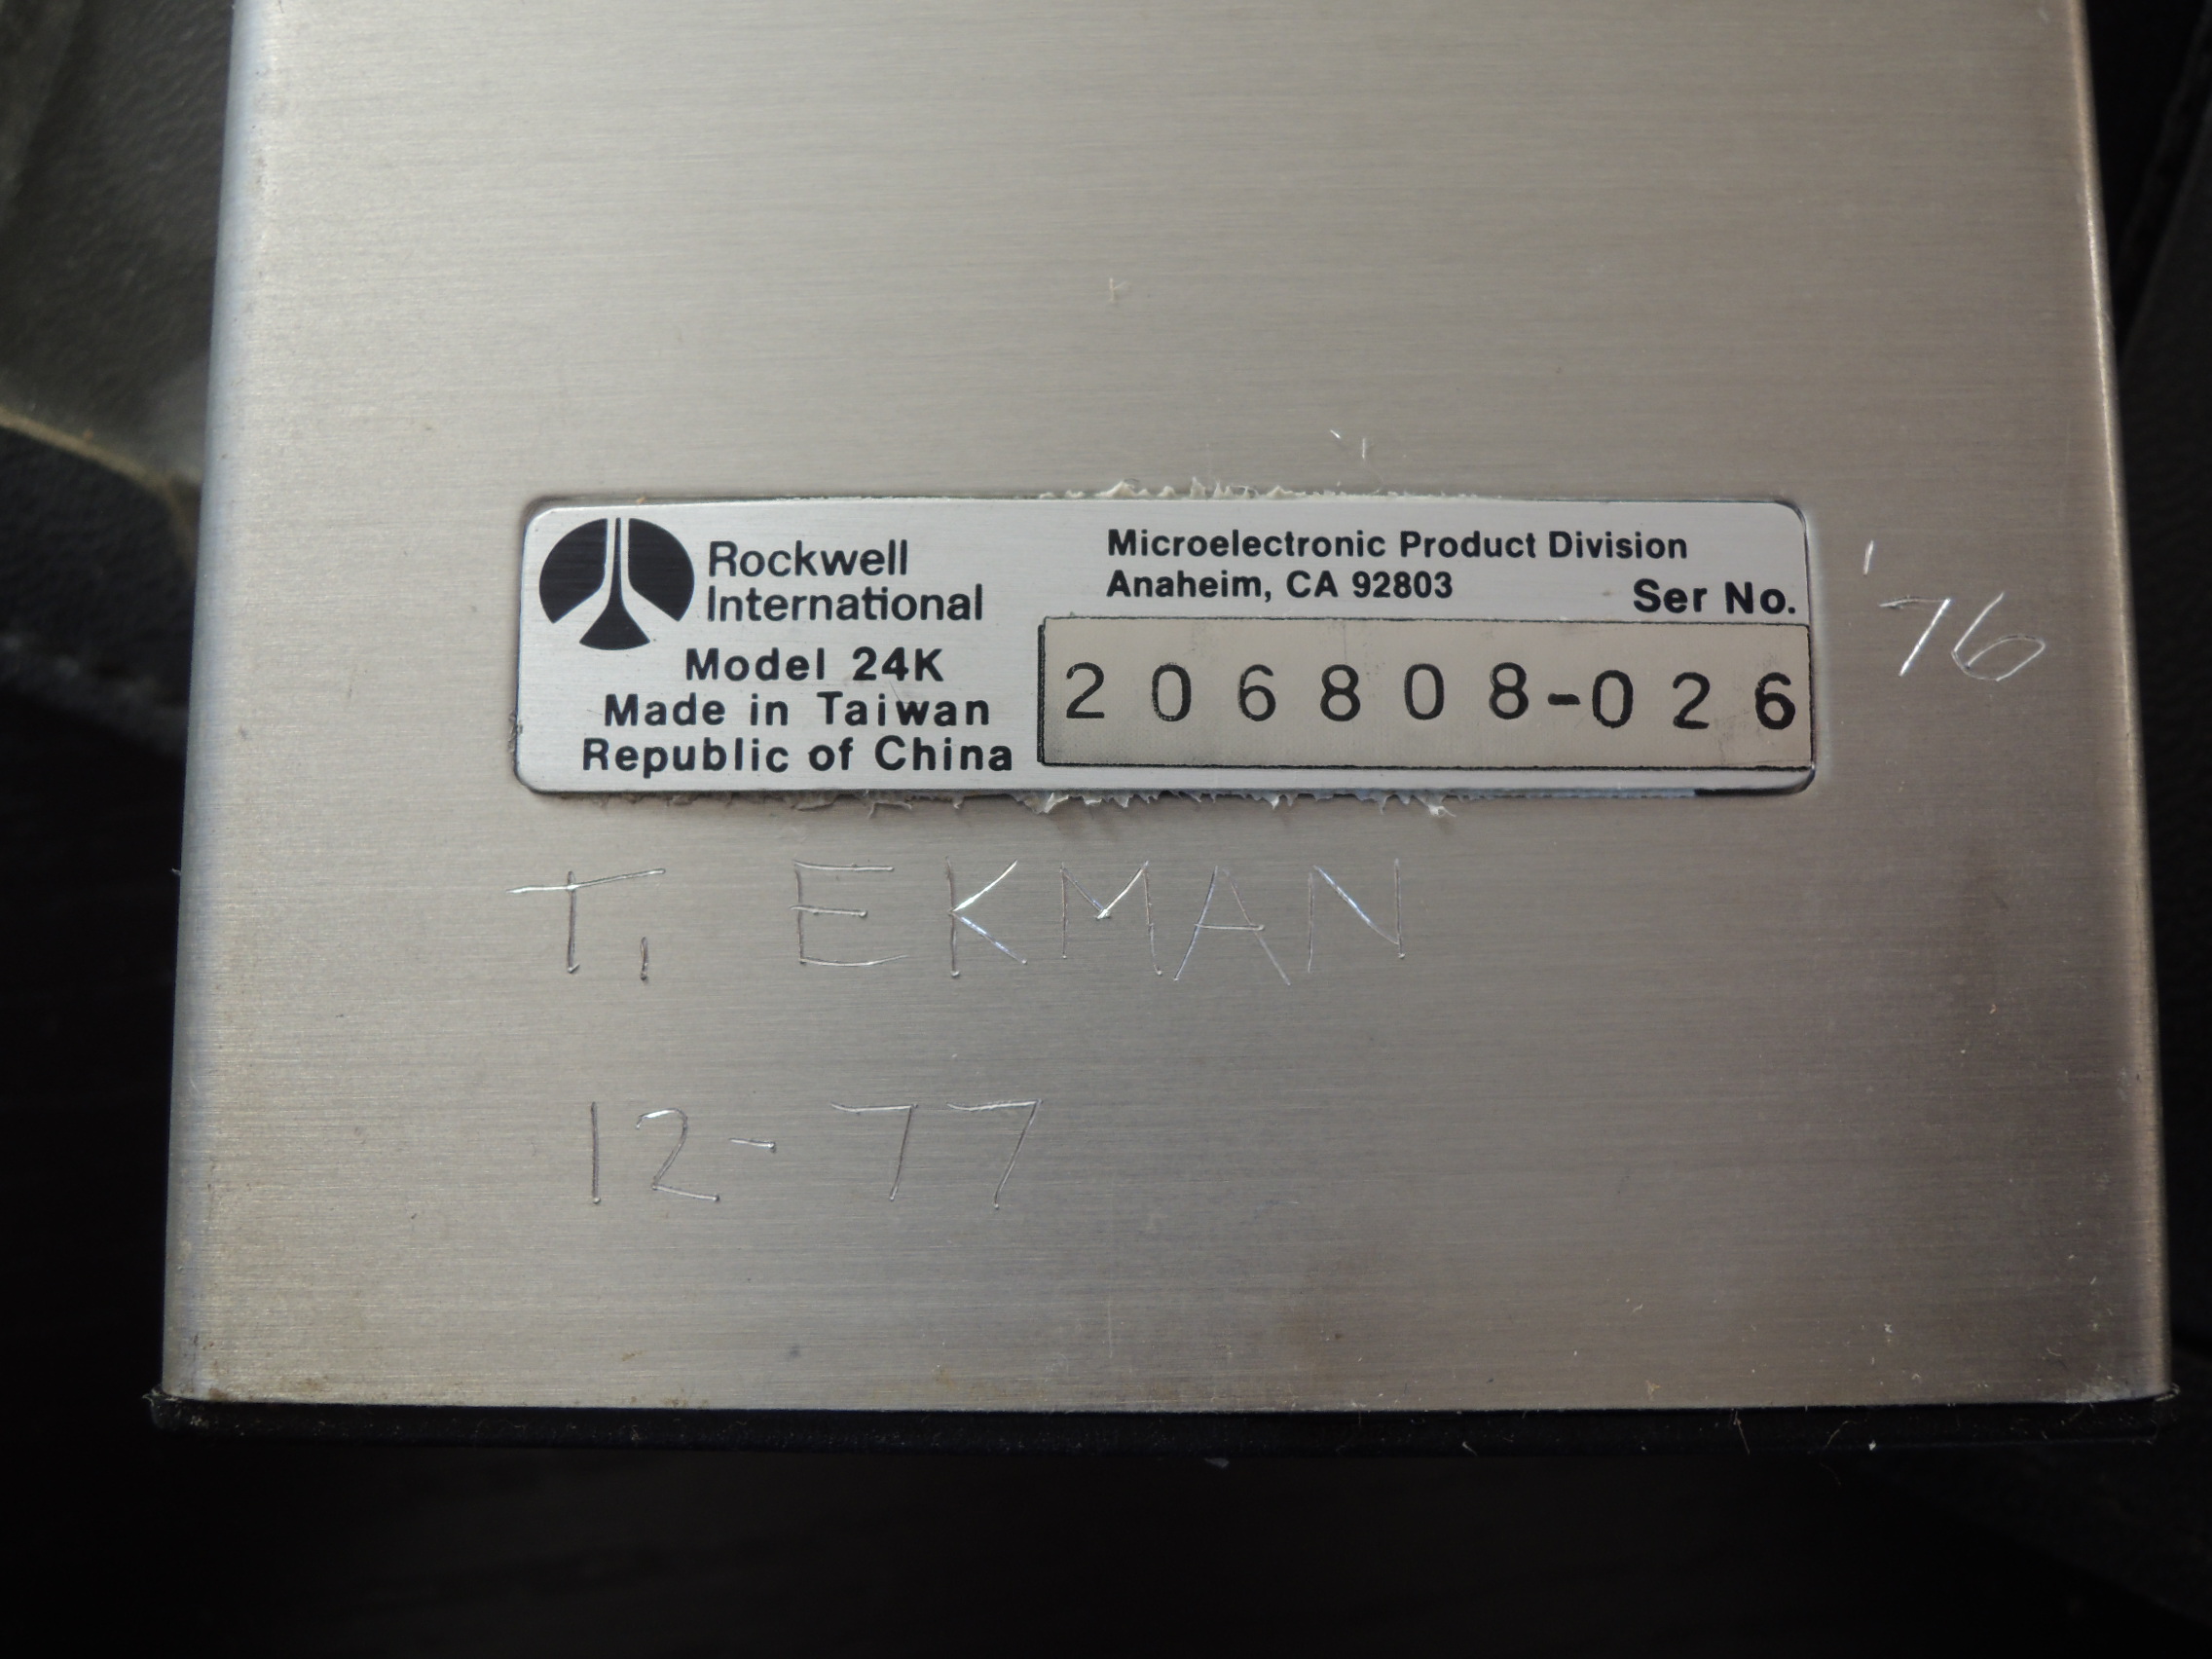 Rockwell
International
Model 24K
Made in Taiwan
Republic of China
Microelectronic Product Division
Anaheim, CA 92803
Ser No.
206808-026
'76
T. EKMAN
12-77